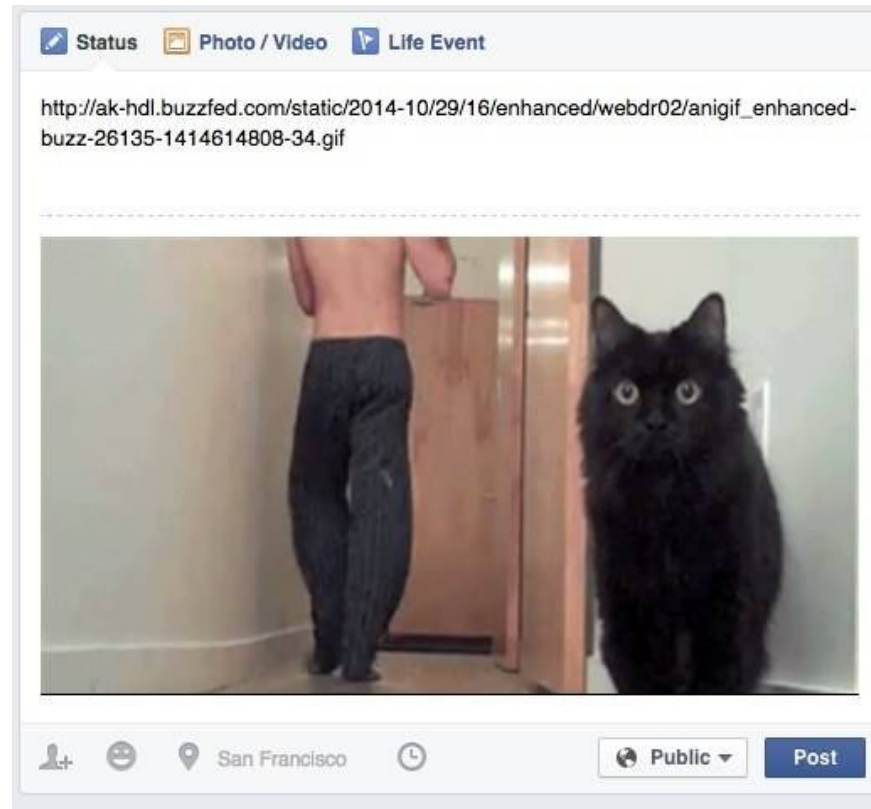 Status Photo / Video Life Event
http://ak-hdl.buzzfed.com/static/2014-10/29/16/enhanced/webdr02/anigif_enhanced-
buzz-26135-1414614808-34.gif
San Francisco Public Post